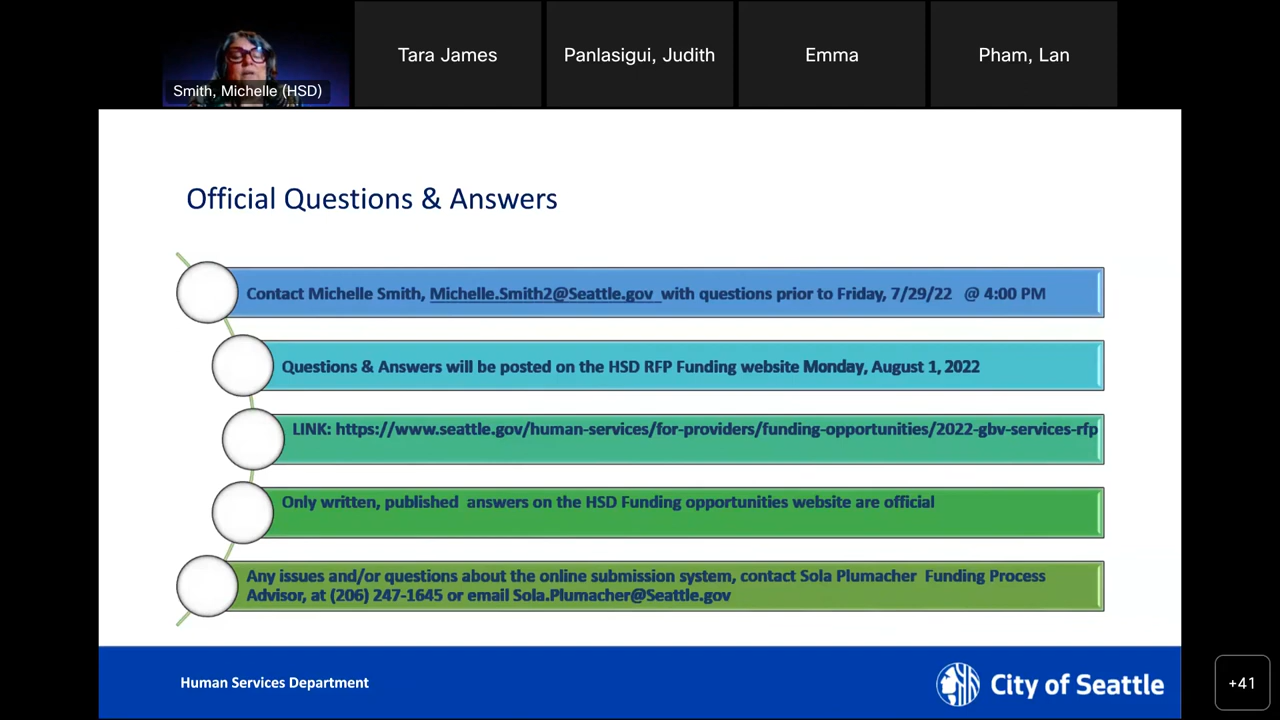 Smith, Michelle (HSD)
Tara James
Panlasigui, Judith
Emma
Pham, Lan
Official Questions & Answers
Contact Michelle Smith, Michelle.Smith2@Seattle.gov with questions prior to Friday, 7/29/22 @ 4:00 PM
Questions & Answers will be posted on the HSD RFP Funding website Monday, August 1, 2022
LINK: https://www.seattle.gov/human-services/for-providers/funding-opportunities/2022-gbv-services-rfp
Only written, published answers on the HSD Funding opportunities website are official
Any issues and/or questions about the online submission system, contact Sola Plumacher Funding Process
Advisor, at (206) 247-1645 or email Sola.Plumacher@Seattle.gov
Human Services Department
City of Seattle
+41